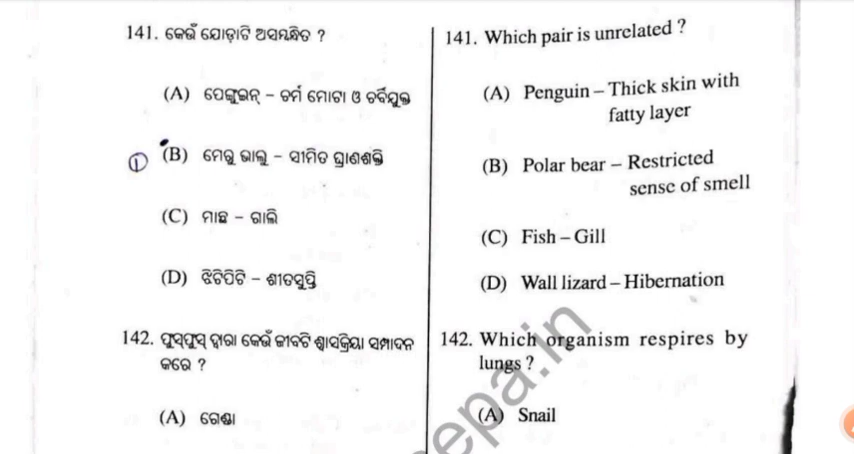 141. କେଉଁ ଯୋଡ଼ାଟି ଅସମ୍ବନ୍ଧିତ ?
(A) ପେଙ୍ଗୁଇନ୍ – ଚର୍ମ ମୋଟା ଓ ଚର୍ବିଯୁକ୍ତ
(B) ମେରୁ ଭାଲୁ – ସୀମିତ ଘ୍ରାଣଶକ୍ତି
(C) ମାଛ – ଗାଲି
(D) ଝିଟିପିଟି – ଶୀତସୁପ୍ତି
142. ଫୁସ୍‌ଫୁସ୍ ଦ୍ୱାରା କେଉଁ ଜୀବଟି ଶ୍ୱାସକ୍ରିୟା ସମ୍ପାଦନ
କରେ ?
(A) ଗେଣ୍ଡା
141. Which pair is unrelated ?
(A) Penguin – Thick skin with
fatty layer
(B) Polar bear – Restricted
sense of smell
(C) Fish – Gill
(D) Wall lizard – Hibernation
142. Which organism respires by
lungs ?
(A) Snail
epa.in